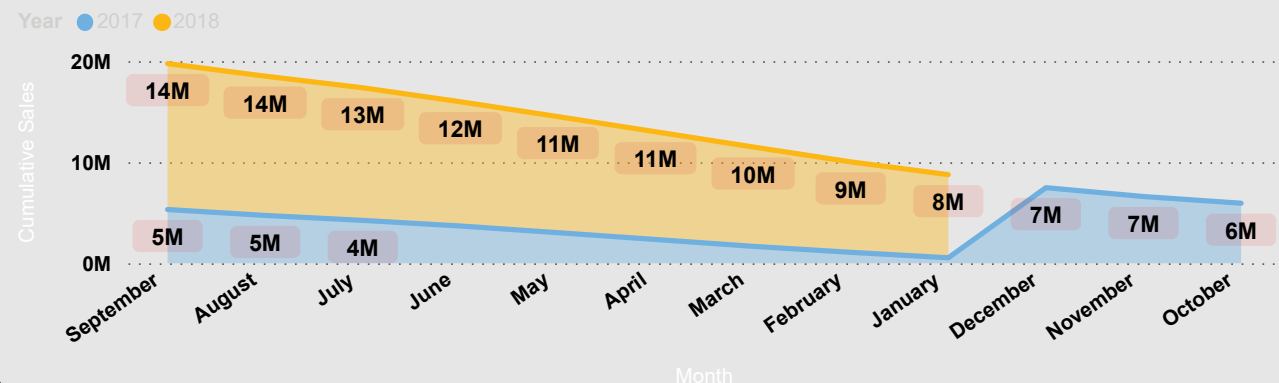 Year 2017 2018
Cumulative Sales
20M
10M
0M
14M
14M
13M
12M
11M
11M
10M
9M
8M
5M
5M
4M
7M
7M
6M
September
August
July
June
May
April
March
February
January
December
November
October
Month